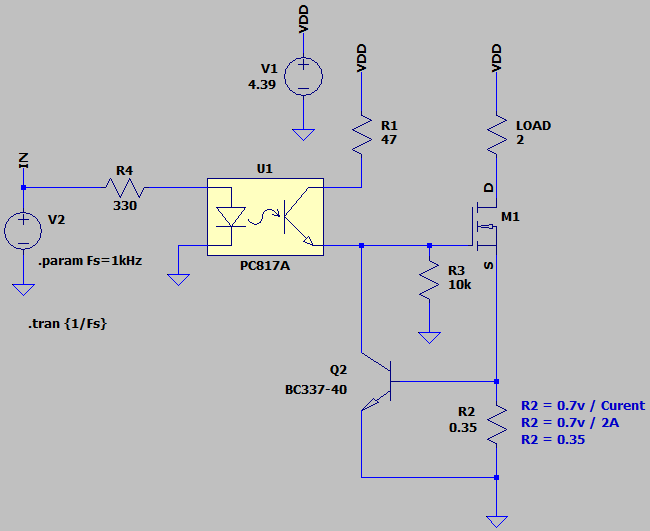 VDD
V1
4.39
VDD
VDD
R1
47
LOAD
2
IN
R4
330
U1
PC817A
D
M1
S
V2
.param Fs=1kHz
.tran {1/Fs}
R3
10k
Q2
BC337-40
R2
0.35
R2 = 0.7v / Curent
R2 = 0.7v / 2A
R2 = 0.35